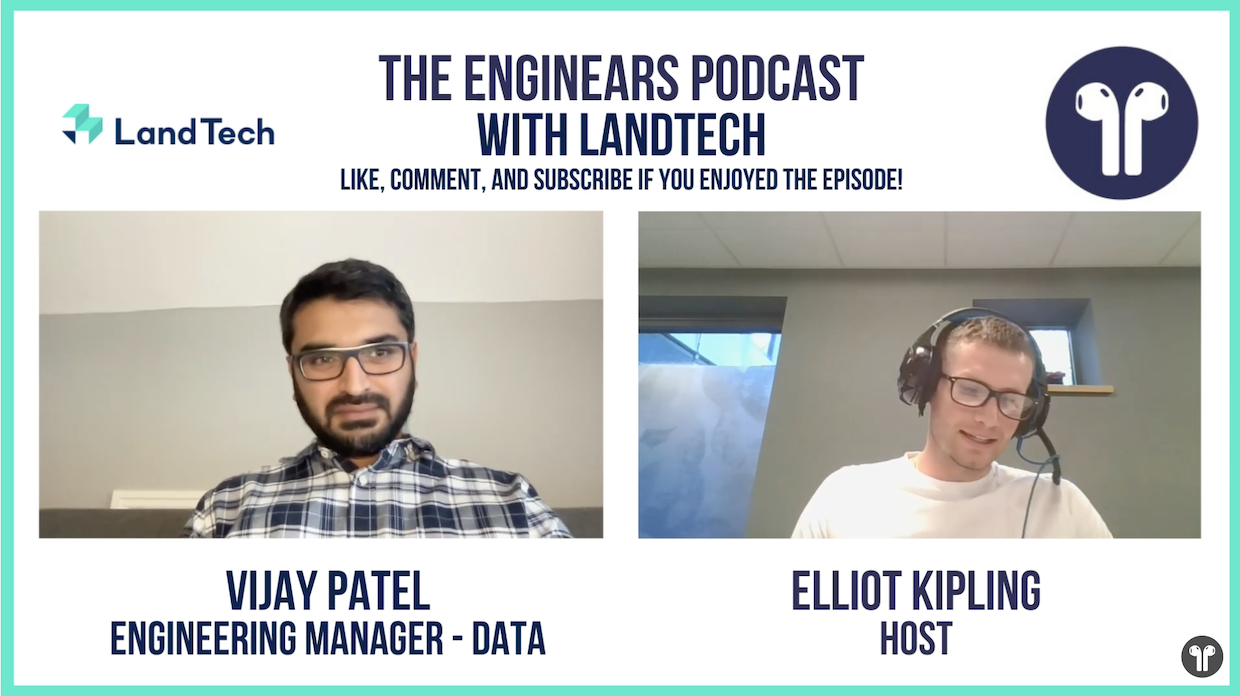 THE ENGINEARS PODCAST
WITH LANDTECH
LIKE, COMMENT, AND SUBSCRIBE IF YOU ENJOYED THE EPISODE!
LandTech
VIJAY PATEL
ENGINEERING MANAGER - DATA
ELLIOT KIPLING
HOST